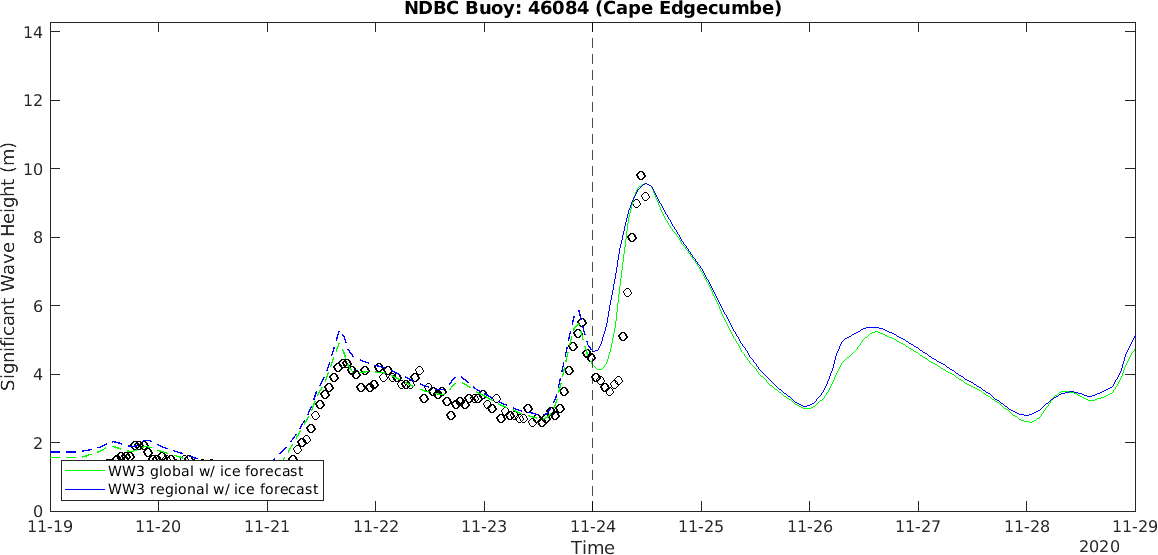 NDBC Buoy: 46084 (Cape Edgecumbe)
Significant Wave Height (m)
14
12
10
8
6
4
2
0
WW3 global w/ ice forecast
WW3 regional w/ ice forecast
11-19 11-20 11-21 11-22 11-23 11-24 11-25 11-26 11-27 11-28 11-29
Time
2020